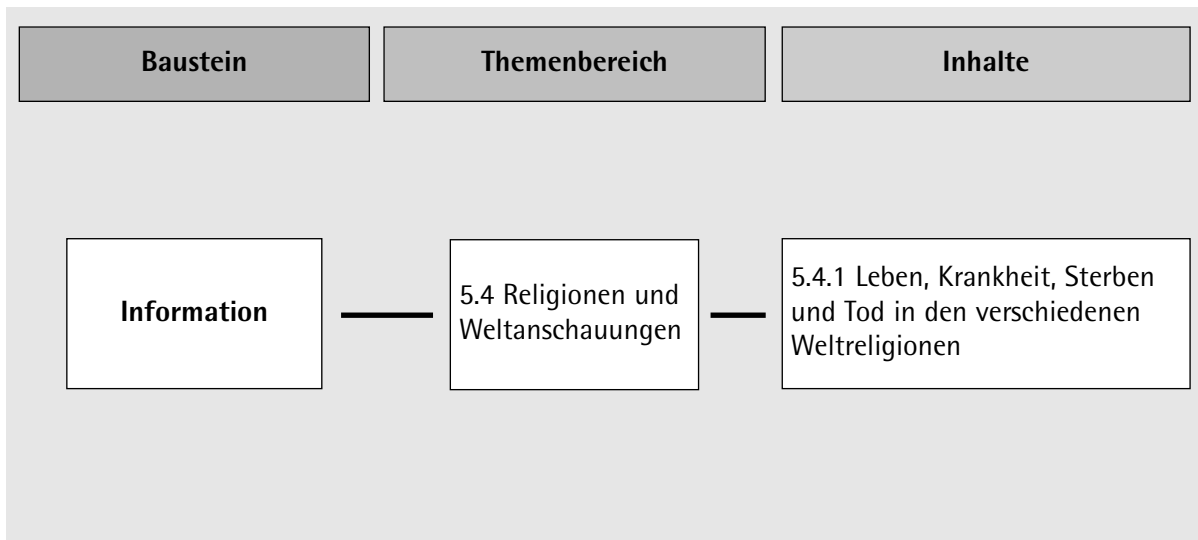 Baustein
Themenbereich
Inhalte
Information
5.4 Religionen und
Weltanschauungen
5.4.1 Leben, Krankheit, Sterben
und Tod in den verschiedenen
Weltreligionen